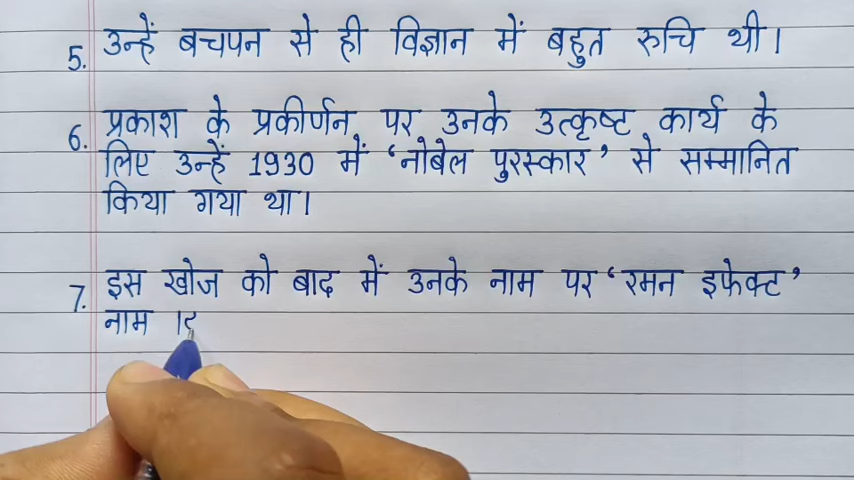 5. उन्हें बचपन से ही विज्ञान में बहुत रुचि थी।
6. प्रकाश के प्रकीर्णन पर उनके उत्कृष्ट कार्य के
लिए उन्हें 1930 में ‘नोबेल पुरस्कार’ से सम्मानित
किया गया था।
7. इस खोज को बाद में उनके नाम पर ‘रमन इफेक्ट’
नाम